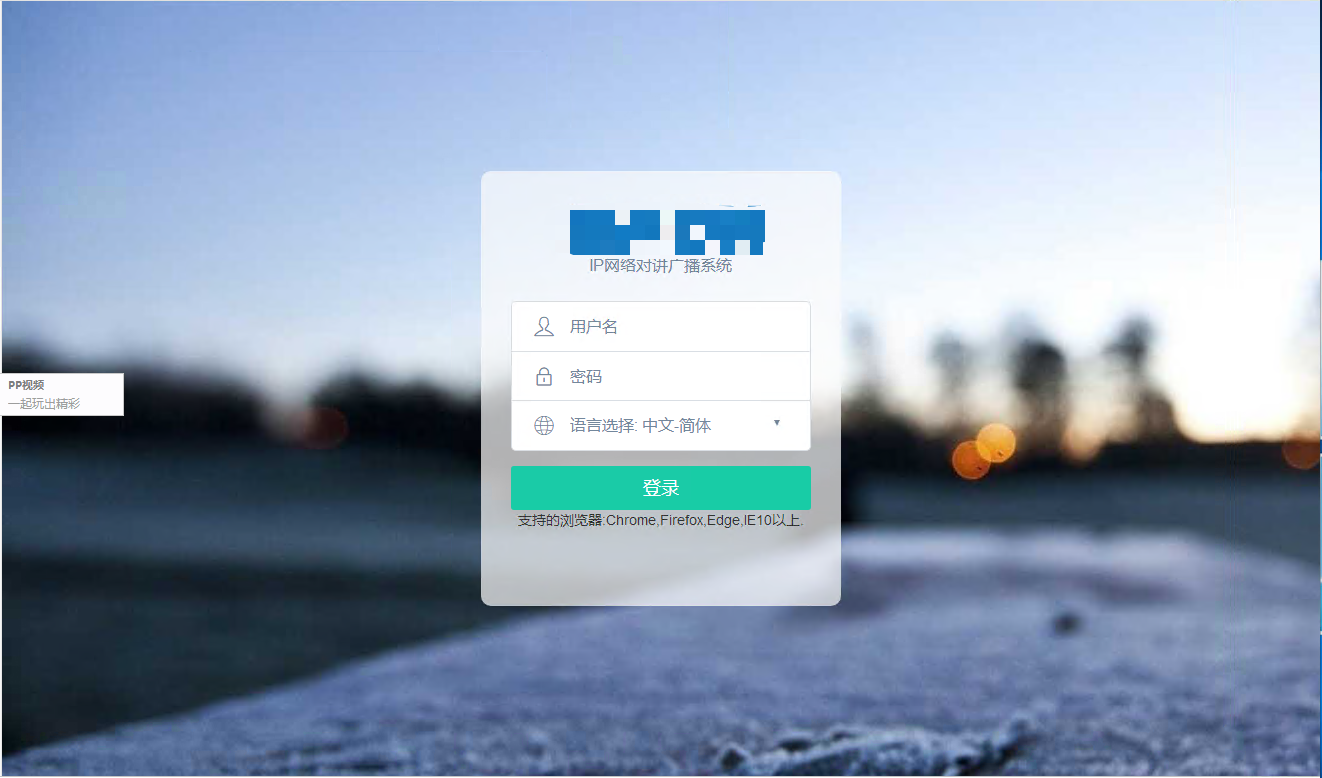 IP网络对讲广播系统
用户名
密码
PP视频
一起玩出精彩
语言选择: 中文-简体
登录
支持的浏览器:Chrome,Firefox,Edge,IE10以上.